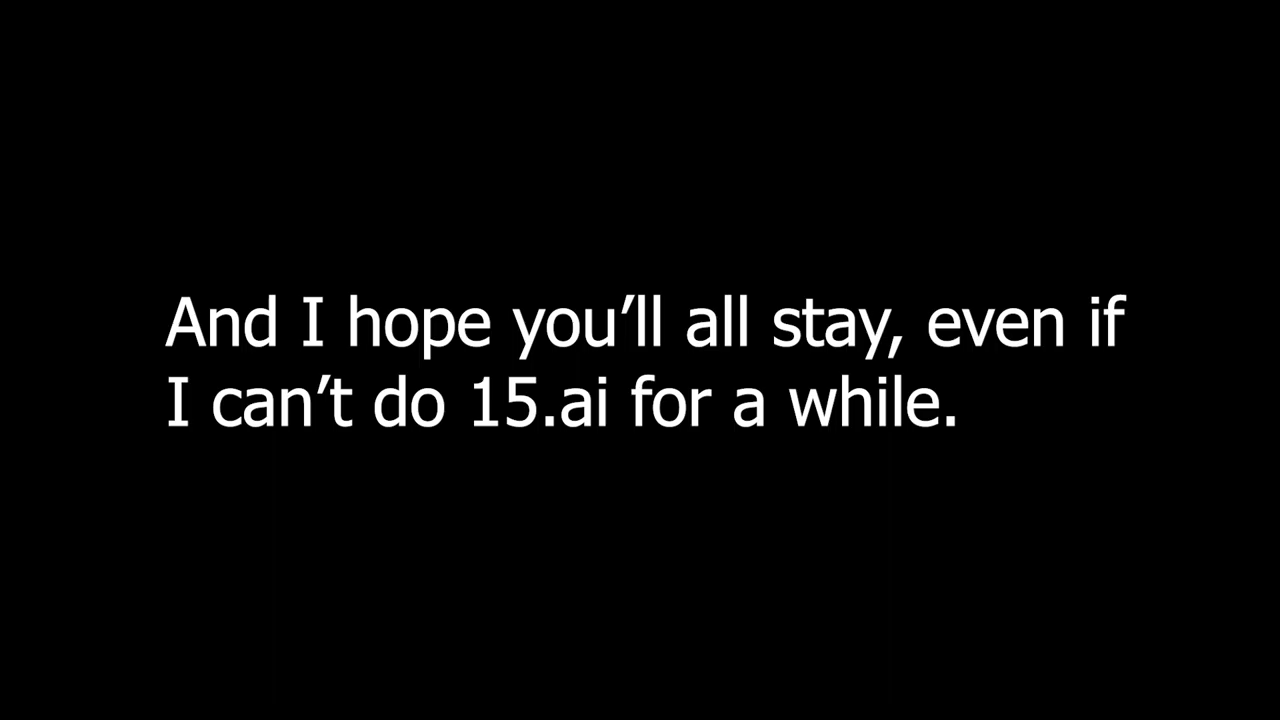 And I hope you’ll all stay, even if
I can’t do 15.ai for a while.